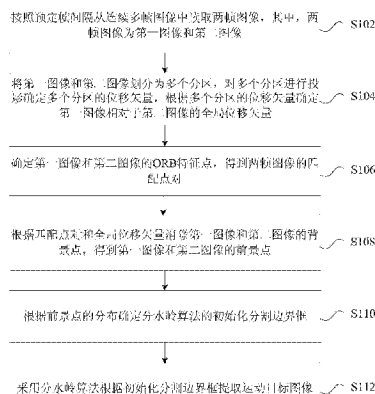 按照预定帧间隔从连续多帧图像中读取两帧图像，其中，两
帧图像为第一图像和第二图像
S102
将第一图像和第二图像划分为多个分区，对多个分区进行投
影确定多个分区的位移矢量，根据多个分区的位移矢量确定
第一图像相对于第二图像的全局位移矢量
S104
确定第一图像和第二图像的ORB特征点，得到两帧图像的匹
配点对
S106
根据匹配点对和全局位移矢量消除第一图像和第二图像的背
景点，得到第一图像和第二图像的前景点
S108
根据前景点的分布确定分水岭算法的初始化分割边界框
S110
采用分水岭算法根据初始化分割边界框提取运动目标图像
S112